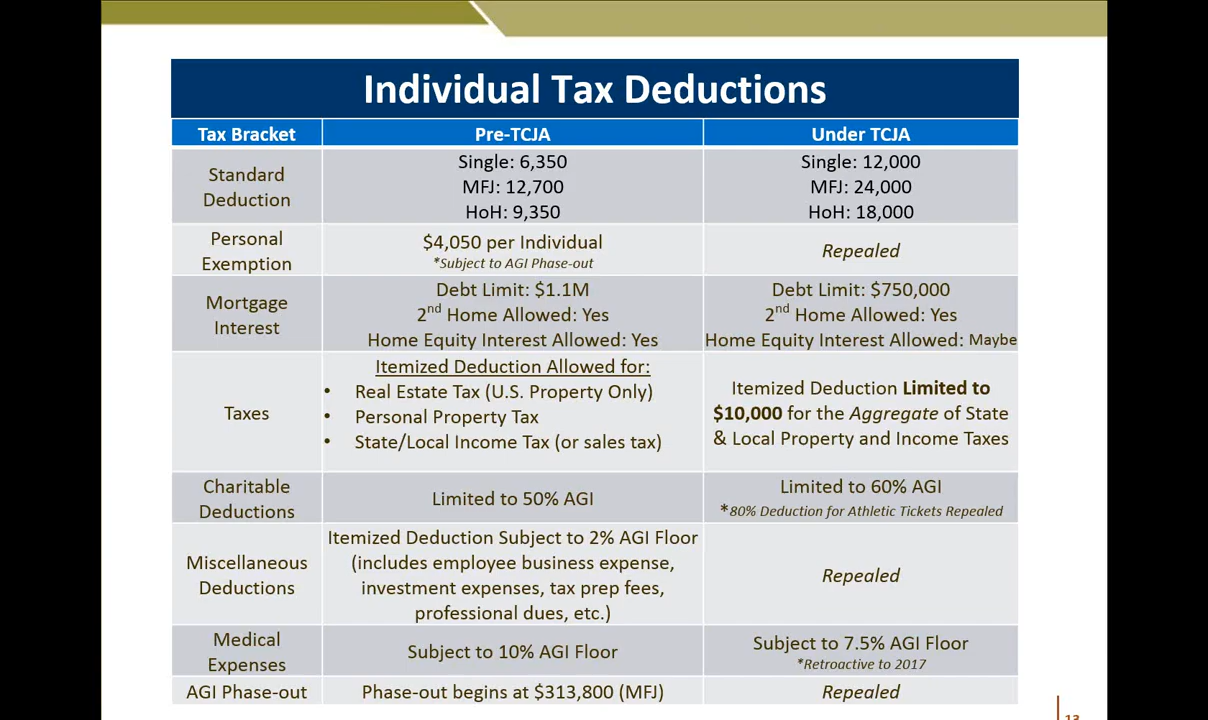 Individual Tax Deductions
Tax Bracket
Pre-TCJA
Under TCJA
Standard
Deduction
Single: 6,350
MFJ: 12,700
HoH: 9,350
Single: 12,000
MFJ: 24,000
HoH: 18,000
Personal
Exemption
$4,050 per Individual
*Subject to AGI Phase-out
Repealed
Mortgage
Interest
Debt Limit: $1.1M
2nd Home Allowed: Yes
Home Equity Interest Allowed: Yes
Debt Limit: $750,000
2nd Home Allowed: Yes
Home Equity Interest Allowed: Maybe
Taxes
Itemized Deduction Allowed for:
• Real Estate Tax (U.S. Property Only)
• Personal Property Tax
• State/Local Income Tax (or sales tax)
Itemized Deduction Limited to
$10,000 for the Aggregate of State
& Local Property and Income Taxes
Charitable
Deductions
Limited to 50% AGI
Limited to 60% AGI
*80% Deduction for Athletic Tickets Repealed
Miscellaneous
Deductions
Itemized Deduction Subject to 2% AGI Floor
(includes employee business expense,
investment expenses, tax prep fees,
professional dues, etc.)
Repealed
Medical
Expenses
Subject to 10% AGI Floor
Subject to 7.5% AGI Floor
*Retroactive to 2017
AGI Phase-out
Phase-out begins at $313,800 (MFJ)
Repealed
13